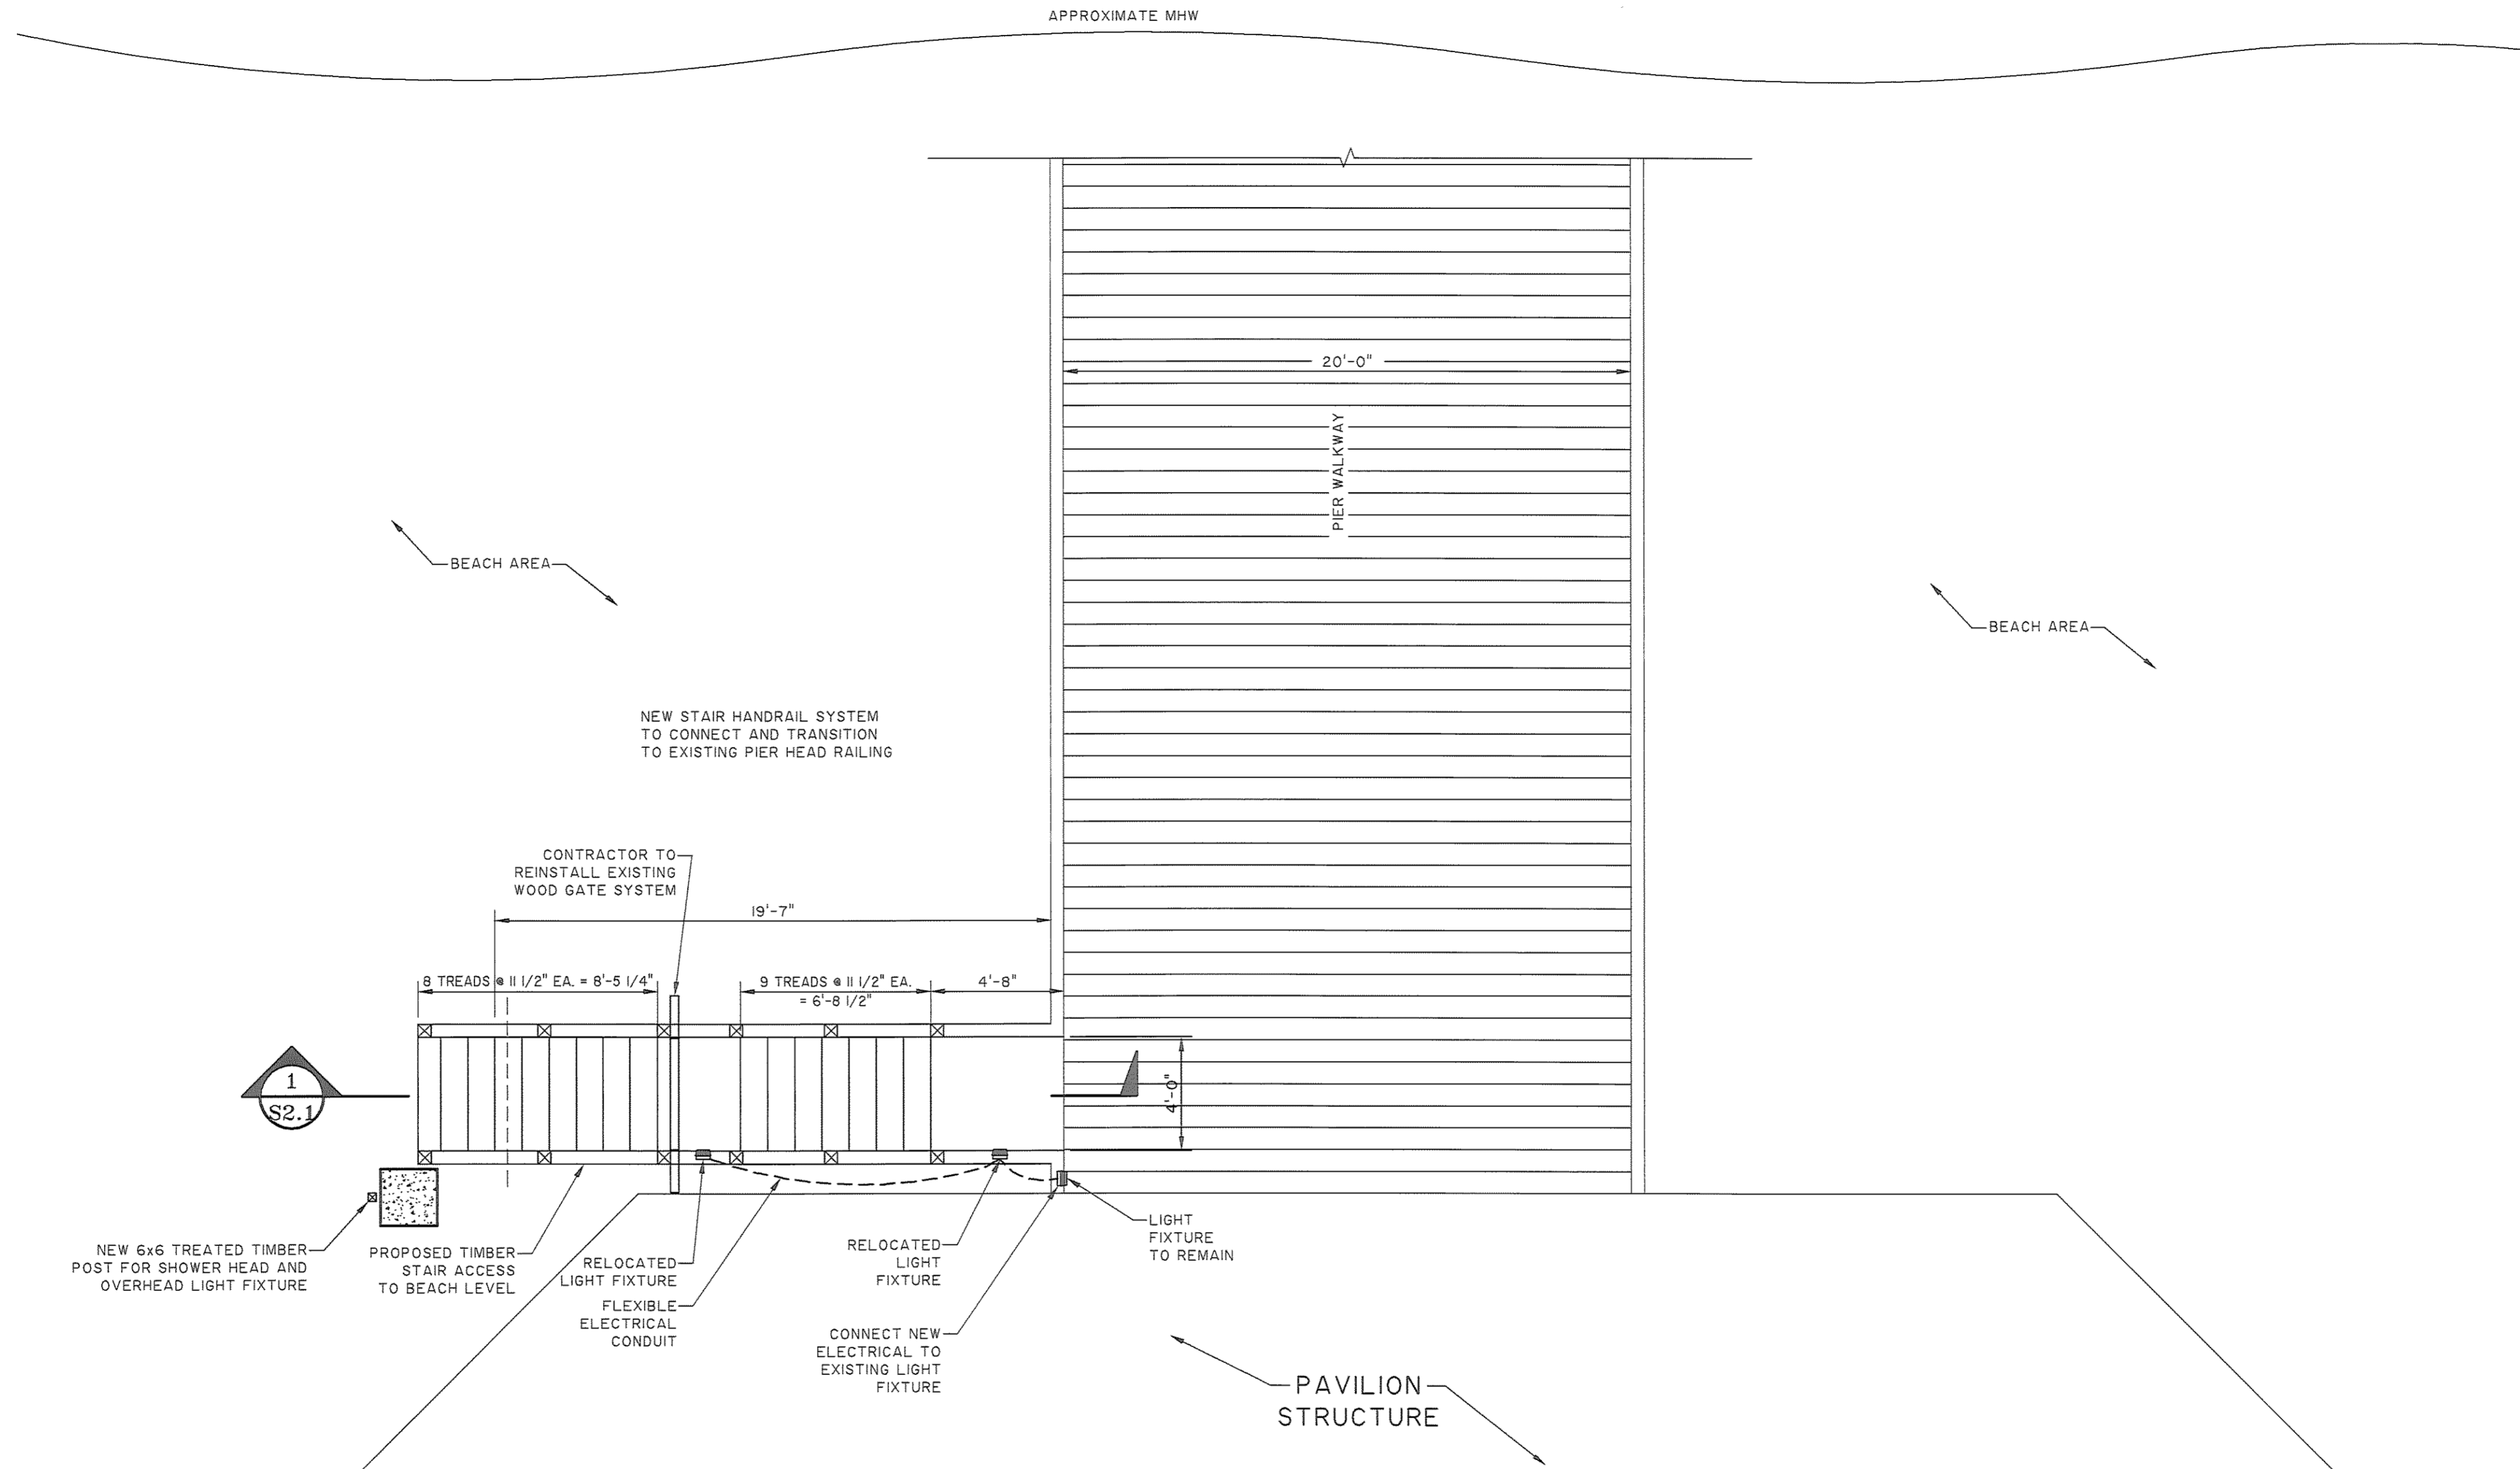 APPROXIMATE MHW
20'-0"
PIER WALKWAY
BEACH AREA
BEACH AREA
NEW STAIR HANDRAIL SYSTEM
TO CONNECT AND TRANSITION
TO EXISTING PIER HEAD RAILING
CONTRACTOR TO
REINSTALL EXISTING
WOOD GATE SYSTEM
19'-7"
8 TREADS @ 11 1/2" EA. = 8'-5 1/4"
9 TREADS @ 11 1/2" EA.
= 6'-8 1/2"
4'-8"
1
S2.1
4'-0"
NEW 6x6 TREATED TIMBER
POST FOR SHOWER HEAD AND
OVERHEAD LIGHT FIXTURE
PROPOSED TIMBER
STAIR ACCESS
TO BEACH LEVEL
RELOCATED
LIGHT FIXTURE
FLEXIBLE
ELECTRICAL
CONDUIT
RELOCATED
LIGHT
FIXTURE
CONNECT NEW
ELECTRICAL TO
EXISTING LIGHT
FIXTURE
LIGHT
FIXTURE
TO REMAIN
PAVILION
STRUCTURE